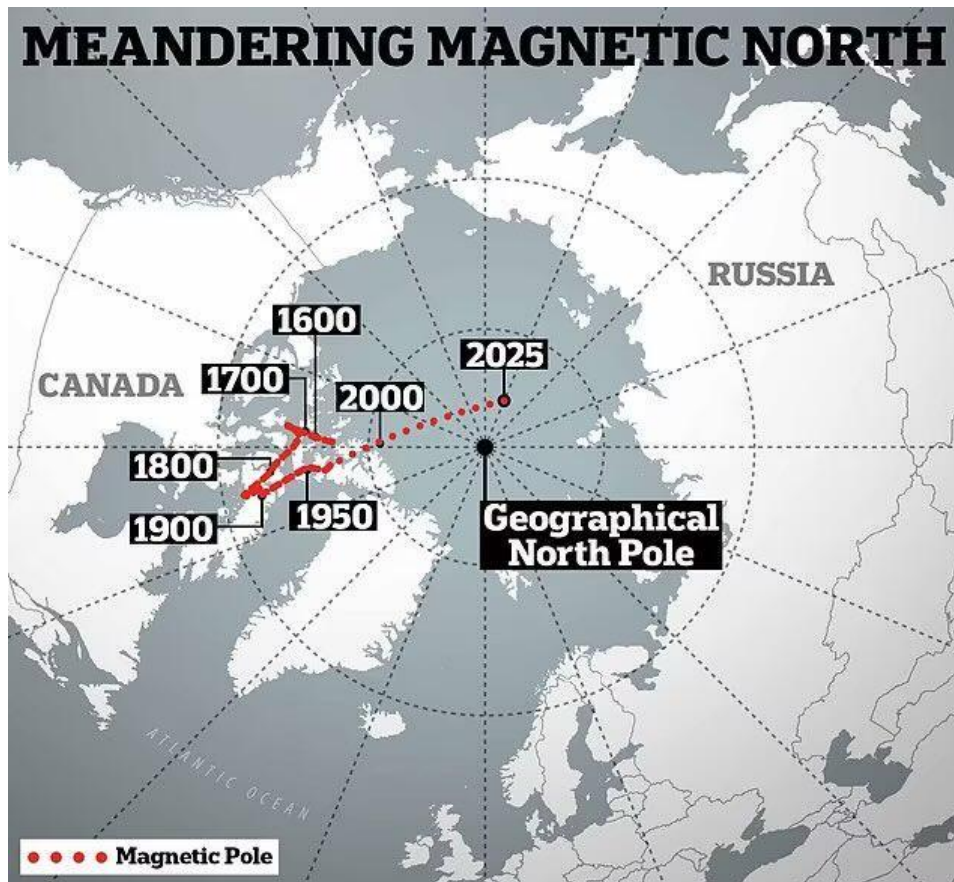 MEANDERING MAGNETIC NORTH
RUSSIA
1600
2025
1700
CANADA
2000
1800
1900
1950
Geographical
North Pole
ATLANTIC OCEAN
Magnetic Pole